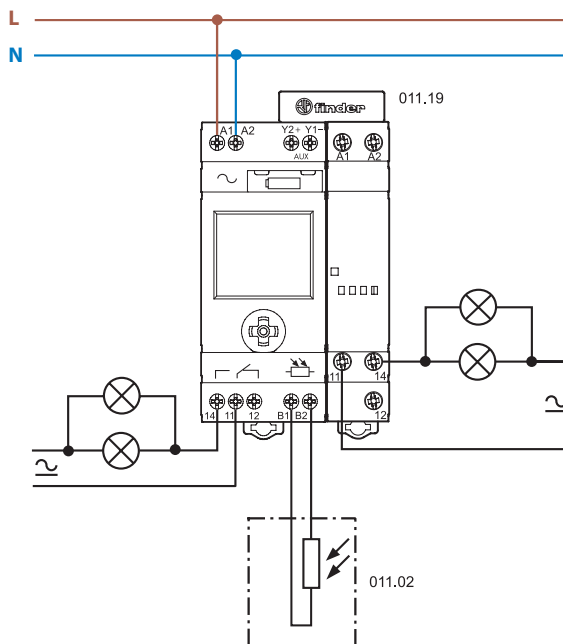 L
N
finder
011.19
A1 A2 Y2+ Y1-
AUX
A1 A2
11 14
12
14 11 12 B1 B2
011.02